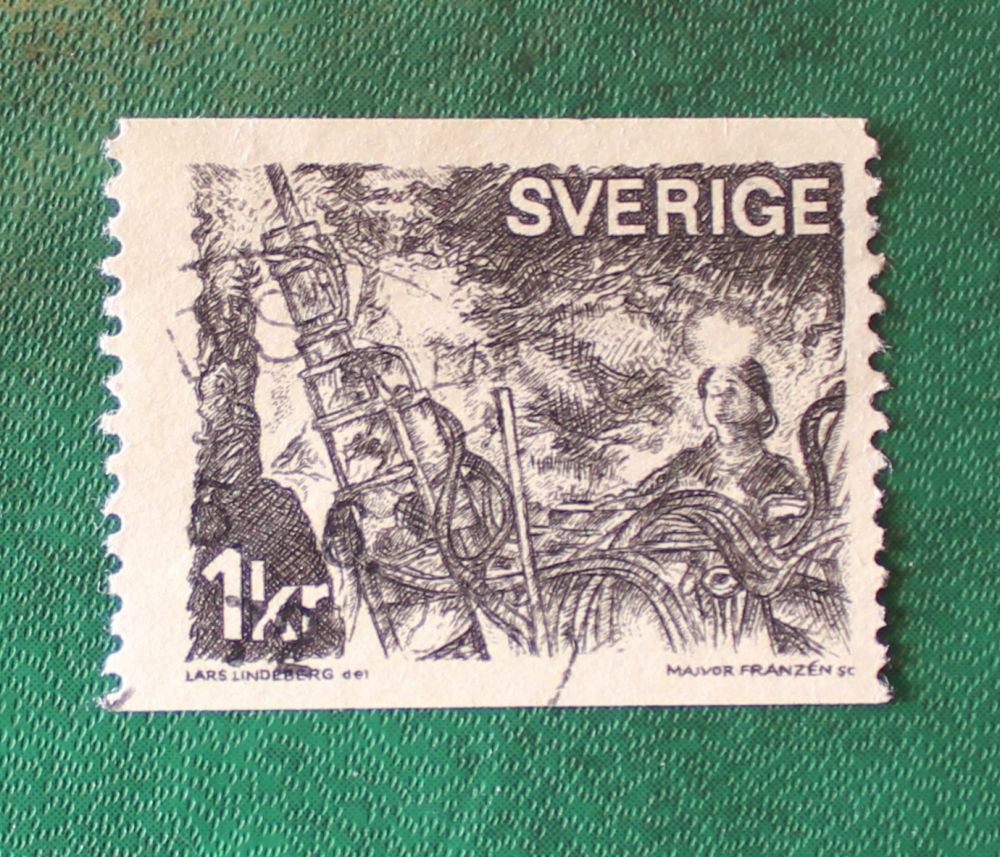 SVERIGE
1kr
LARS LINDEBERG del
MAJVOR FRANZÉN SC